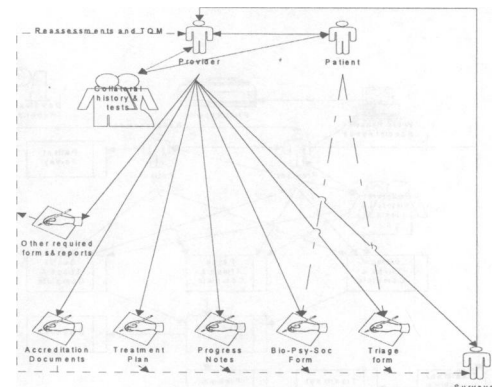 Reassessments and TQM
Provider
Patient
Collateral
history &
tests
Other required
forms & reports
Accreditation
Documents
Treatment
Plan
Progress
Notes
Bio-Psy-Soc
Form
Triage
form